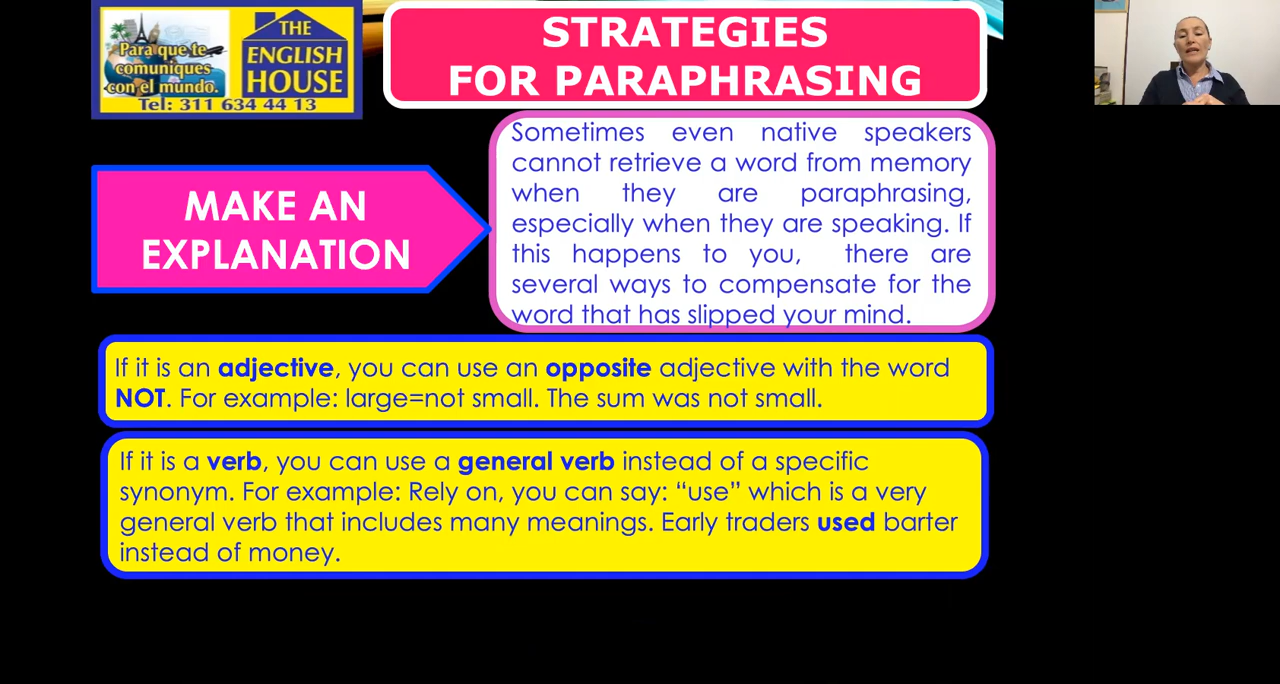 Para que te
comuniques
con el mundo.
THE
ENGLISH
HOUSE
Tel: 311 634 44 13
STRATEGIES
FOR PARAPHRASING
MAKE AN
EXPLANATION
Sometimes even native speakers
cannot retrieve a word from memory
when they are paraphrasing,
especially when they are speaking. If
this happens to you, there are
several ways to compensate for the
word that has slipped your mind.
If it is an adjective, you can use an opposite adjective with the word
NOT. For example: large=not small. The sum was not small.
If it is a verb, you can use a general verb instead of a specific
synonym. For example: Rely on, you can say: “use” which is a very
general verb that includes many meanings. Early traders used barter
instead of money.